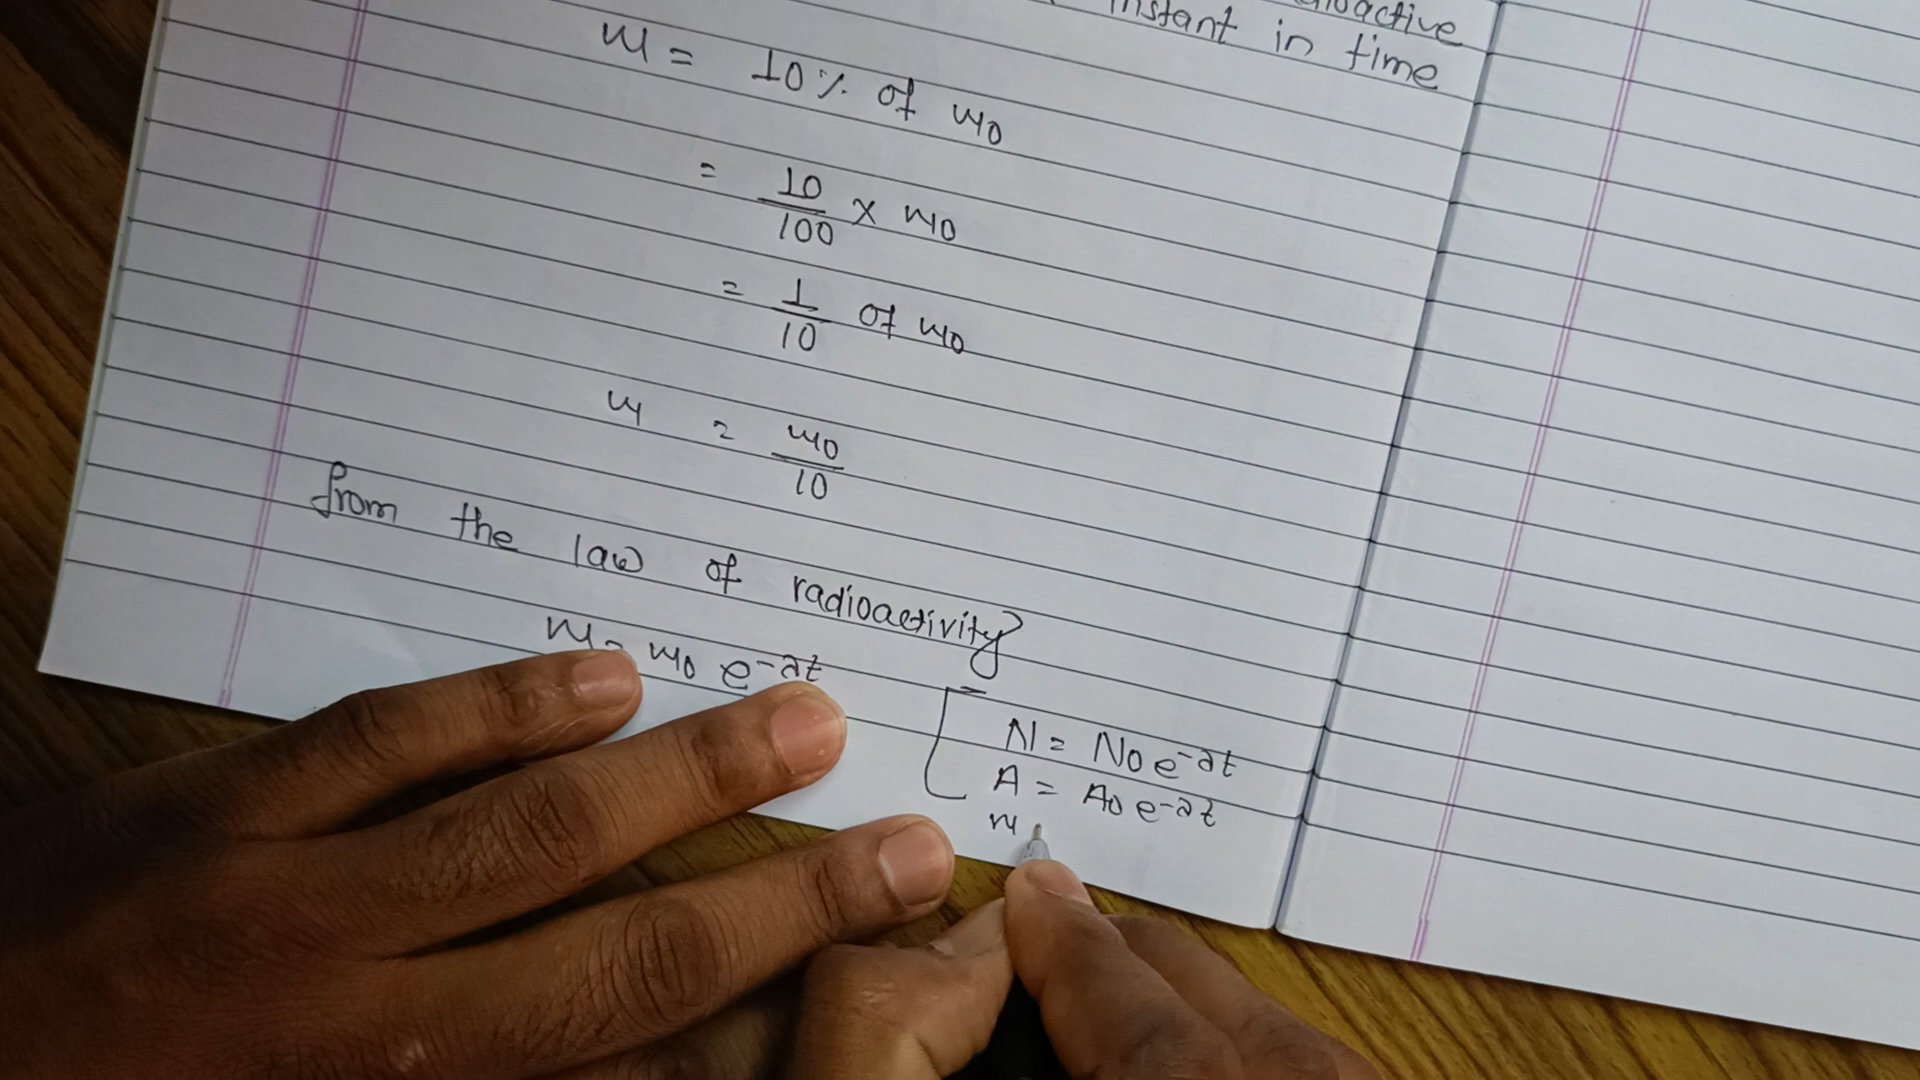 instant in time
m = 10% of m0
= 10/100 × m0
= 1/10 of m0
m = m0/10
from the law of radioactivity
m = m0 e^-λt
N = N0 e^-λt
A = A0 e^-λt
m